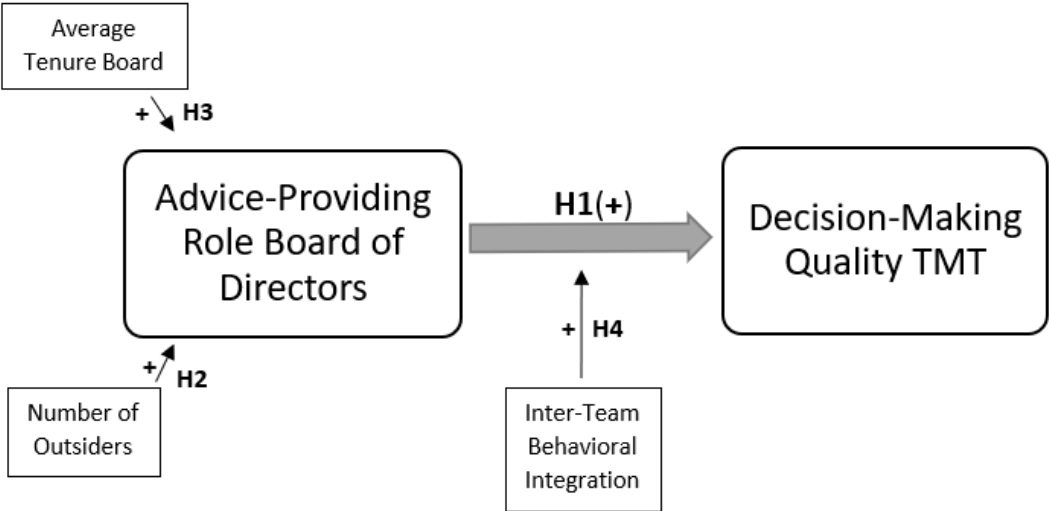 Average
Tenure Board
+ H3
Advice-Providing
Role Board of
Directors
H1(+)
Decision-Making
Quality TMT
+ H4
+ H2
Number of
Outsiders
Inter-Team
Behavioral
Integration